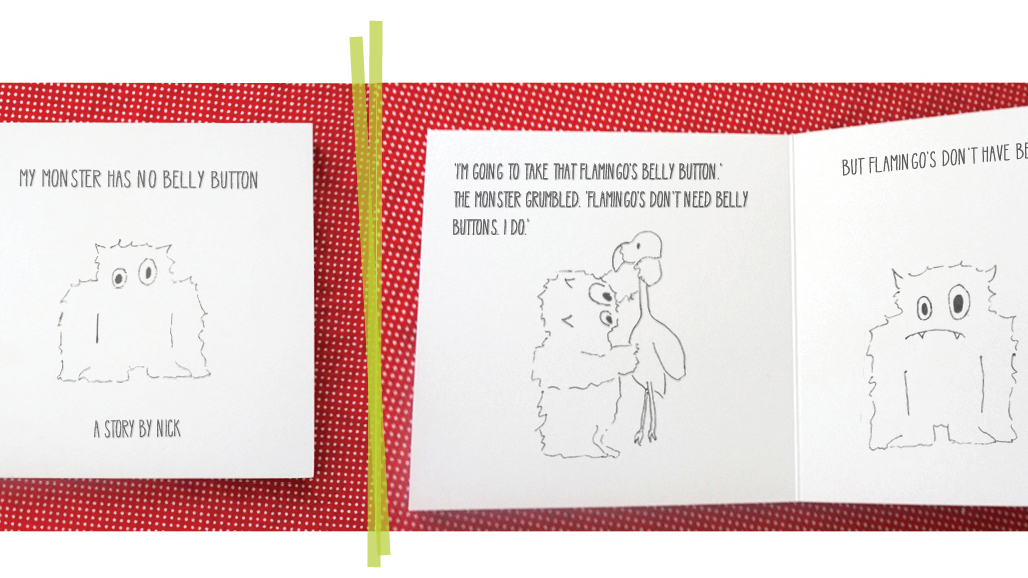 MY MONSTER HAS NO BELLY BUTTON
A STORY BY NICK
'I'M GOING TO TAKE THAT FLAMINGO'S BELLY BUTTON.'
THE MONSTER GRUMBLED. 'FLAMINGO'S DON'T NEED BELLY
BUTTONS. I DO.'
BUT FLAMINGO'S DON'T HAVE BE